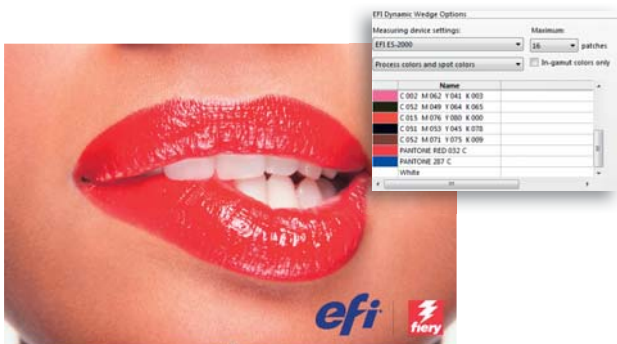 EFI Dynamic Wedge Options
Measuring device settings:
Maximum:
EFI ES-2000
16
patches
Process colors and spot colors
In-gamut colors only
Name
C 002 M 062 Y 041 K 003
C 052 M 049 Y 064 K 065
C 015 M 076 Y 080 K 000
C 051 M 053 Y 045 K 078
C 052 M 071 Y 075 K 009
PANTONE RED 032 C
PANTONE 287 C
White
efi
fiery